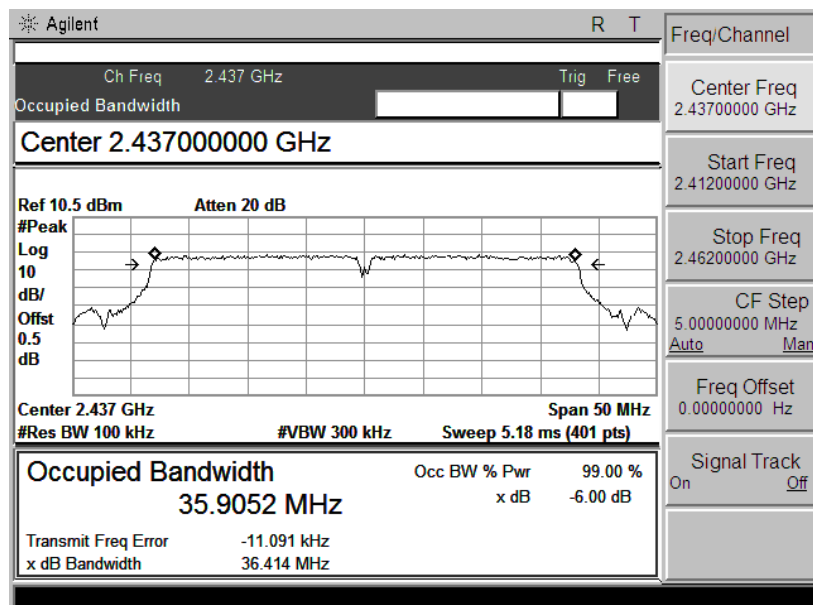 Agilent R T
Ch Freq 2.437 GHz Trig Free
Occupied Bandwidth
Center 2.437000000 GHz
Ref 10.5 dBm Atten 20 dB
#Peak
Log
10
dB/
Offst
0.5
dB
Center 2.437 GHz Span 50 MHz
#Res BW 100 kHz #VBW 300 kHz Sweep 5.18 ms (401 pts)
Occupied Bandwidth Occ BW % Pwr 99.00 %
35.9052 MHz x dB -6.00 dB
Transmit Freq Error -11.091 kHz
x dB Bandwidth 36.414 MHz
Freq/Channel
Center Freq
2.43700000 GHz
Start Freq
2.41200000 GHz
Stop Freq
2.46200000 GHz
CF Step
5.00000000 MHz
Auto Man
Freq Offset
0.00000000 Hz
Signal Track
On Off